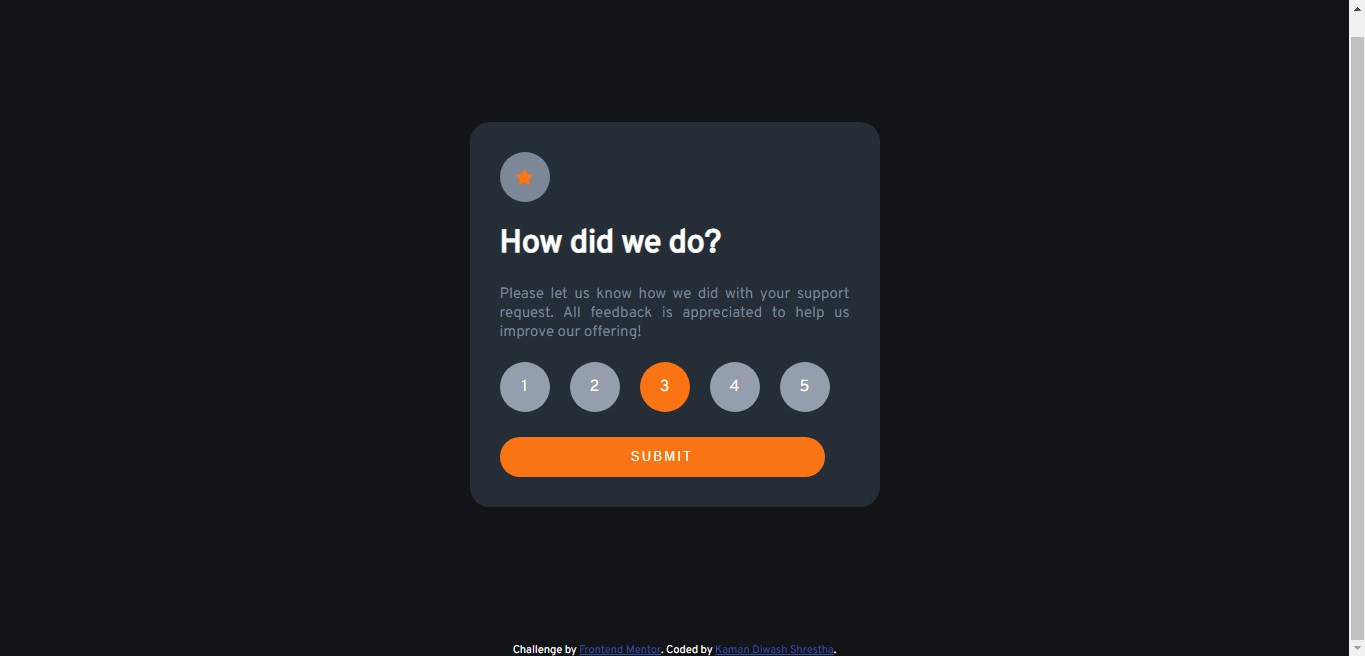 How did we do?
Please let us know how we did with your support
request. All feedback is appreciated to help us
improve our offering!
1 2 3 4 5
SUBMIT
Challenge by Frontend Mentor. Coded by Kaman Diwash Shrestha.